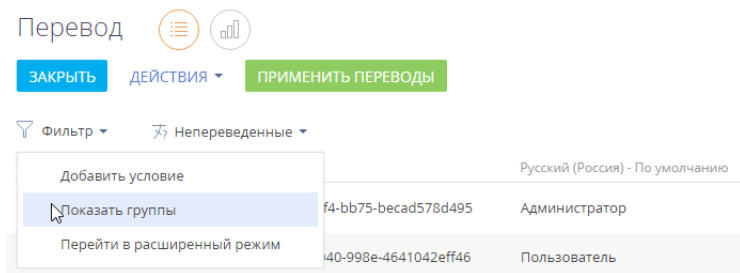 Перевод
ЗАКРЫТЬ ДЕЙСТВИЯ ПРИМЕНИТЬ ПЕРЕВОДЫ
Фильтр Непереведенные
Добавить условие
Русский (Россия) - По умолчанию
Показать группы
f4-bb75-becad578d495 Администратор
Перейти в расширенный режим
040-998e-4641042eff46 Пользователь